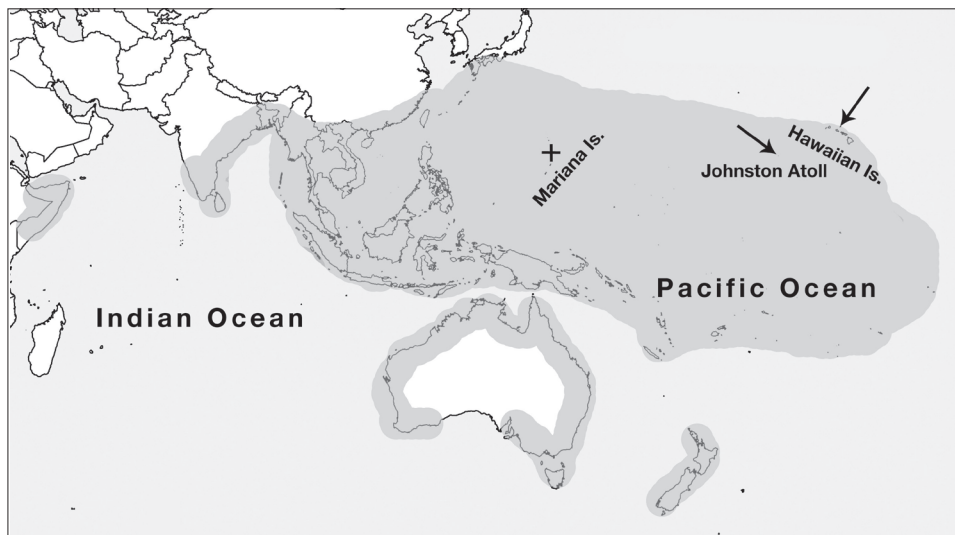 Mariana Is.
Hawaiian Is.
Johnston Atoll
Pacific Ocean
Indian Ocean